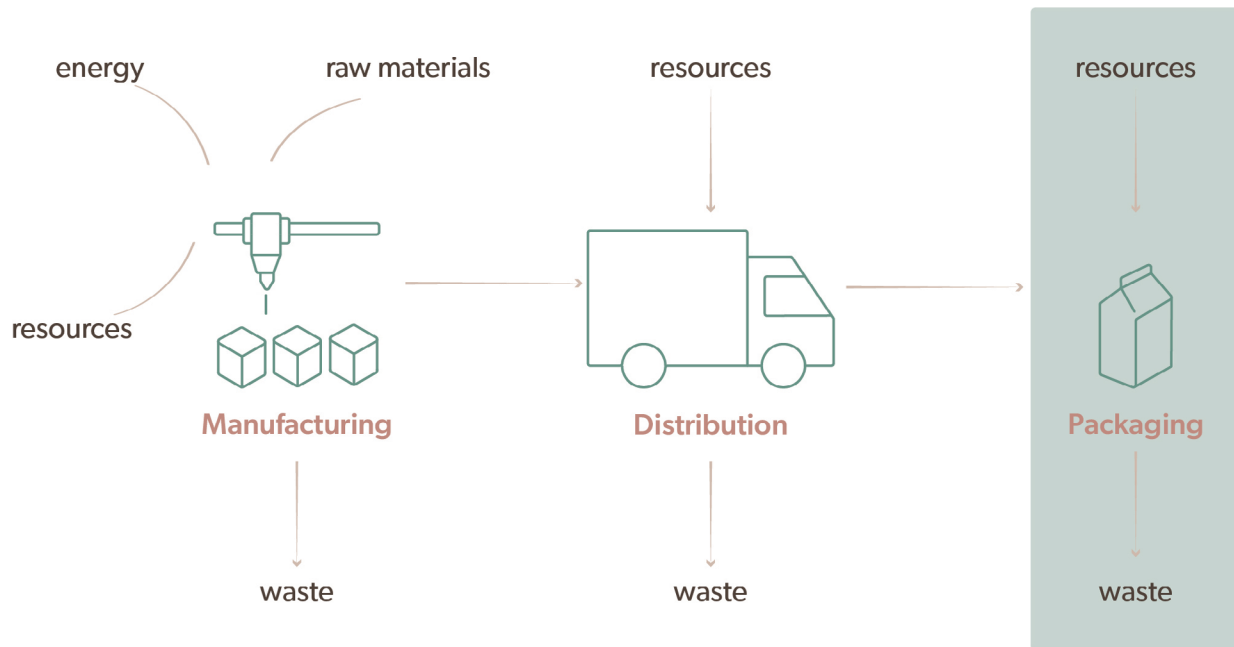 energy
raw materials
resources
resources
resources
Manufacturing
Distribution
Packaging
waste
waste
waste